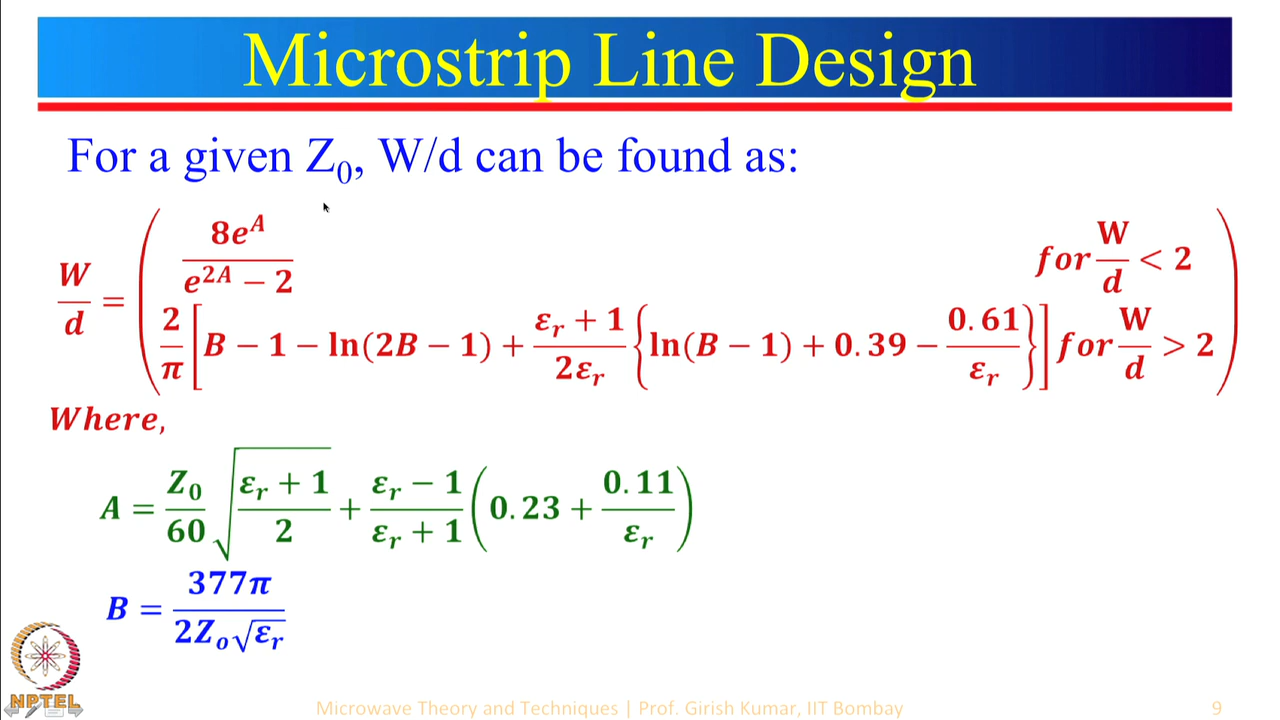 Microstrip Line Design
For a given Z₀, W/d can be found as:
W/d = ( 8e^A / (e^{2A} − 2) for W/d < 2
2/π [B − 1 − ln(2B − 1) + (εᵣ + 1)/(2εᵣ) {ln(B − 1) + 0.39 − 0.61/εᵣ}] for W/d > 2 )
Where,
A = Z₀/60 √((εᵣ + 1)/2) + (εᵣ − 1)/(εᵣ + 1) (0.23 + 0.11/εᵣ)
B = 377π / (2Zₒ√εᵣ)
NPTEL
Microwave Theory and Techniques | Prof. Girish Kumar, IIT Bombay
9